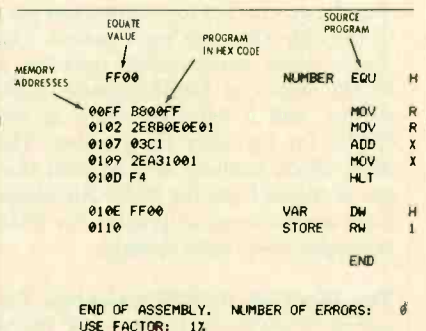 EQUATE VALUE
PROGRAM IN HEX CODE
SOURCE PROGRAM
MEMORY ADDRESSES
FF00 NUMBER EQU H
00FF B800FF MOV R
0102 2E8B0E0E01 MOV R
0107 03C1 ADD X
0109 2EA31001 MOV X
010D F4 HLT
010E FF00 VAR DW H
0110 STORE RW 1
END
END OF ASSEMBLY. NUMBER OF ERRORS: 0
USE FACTOR: 1%